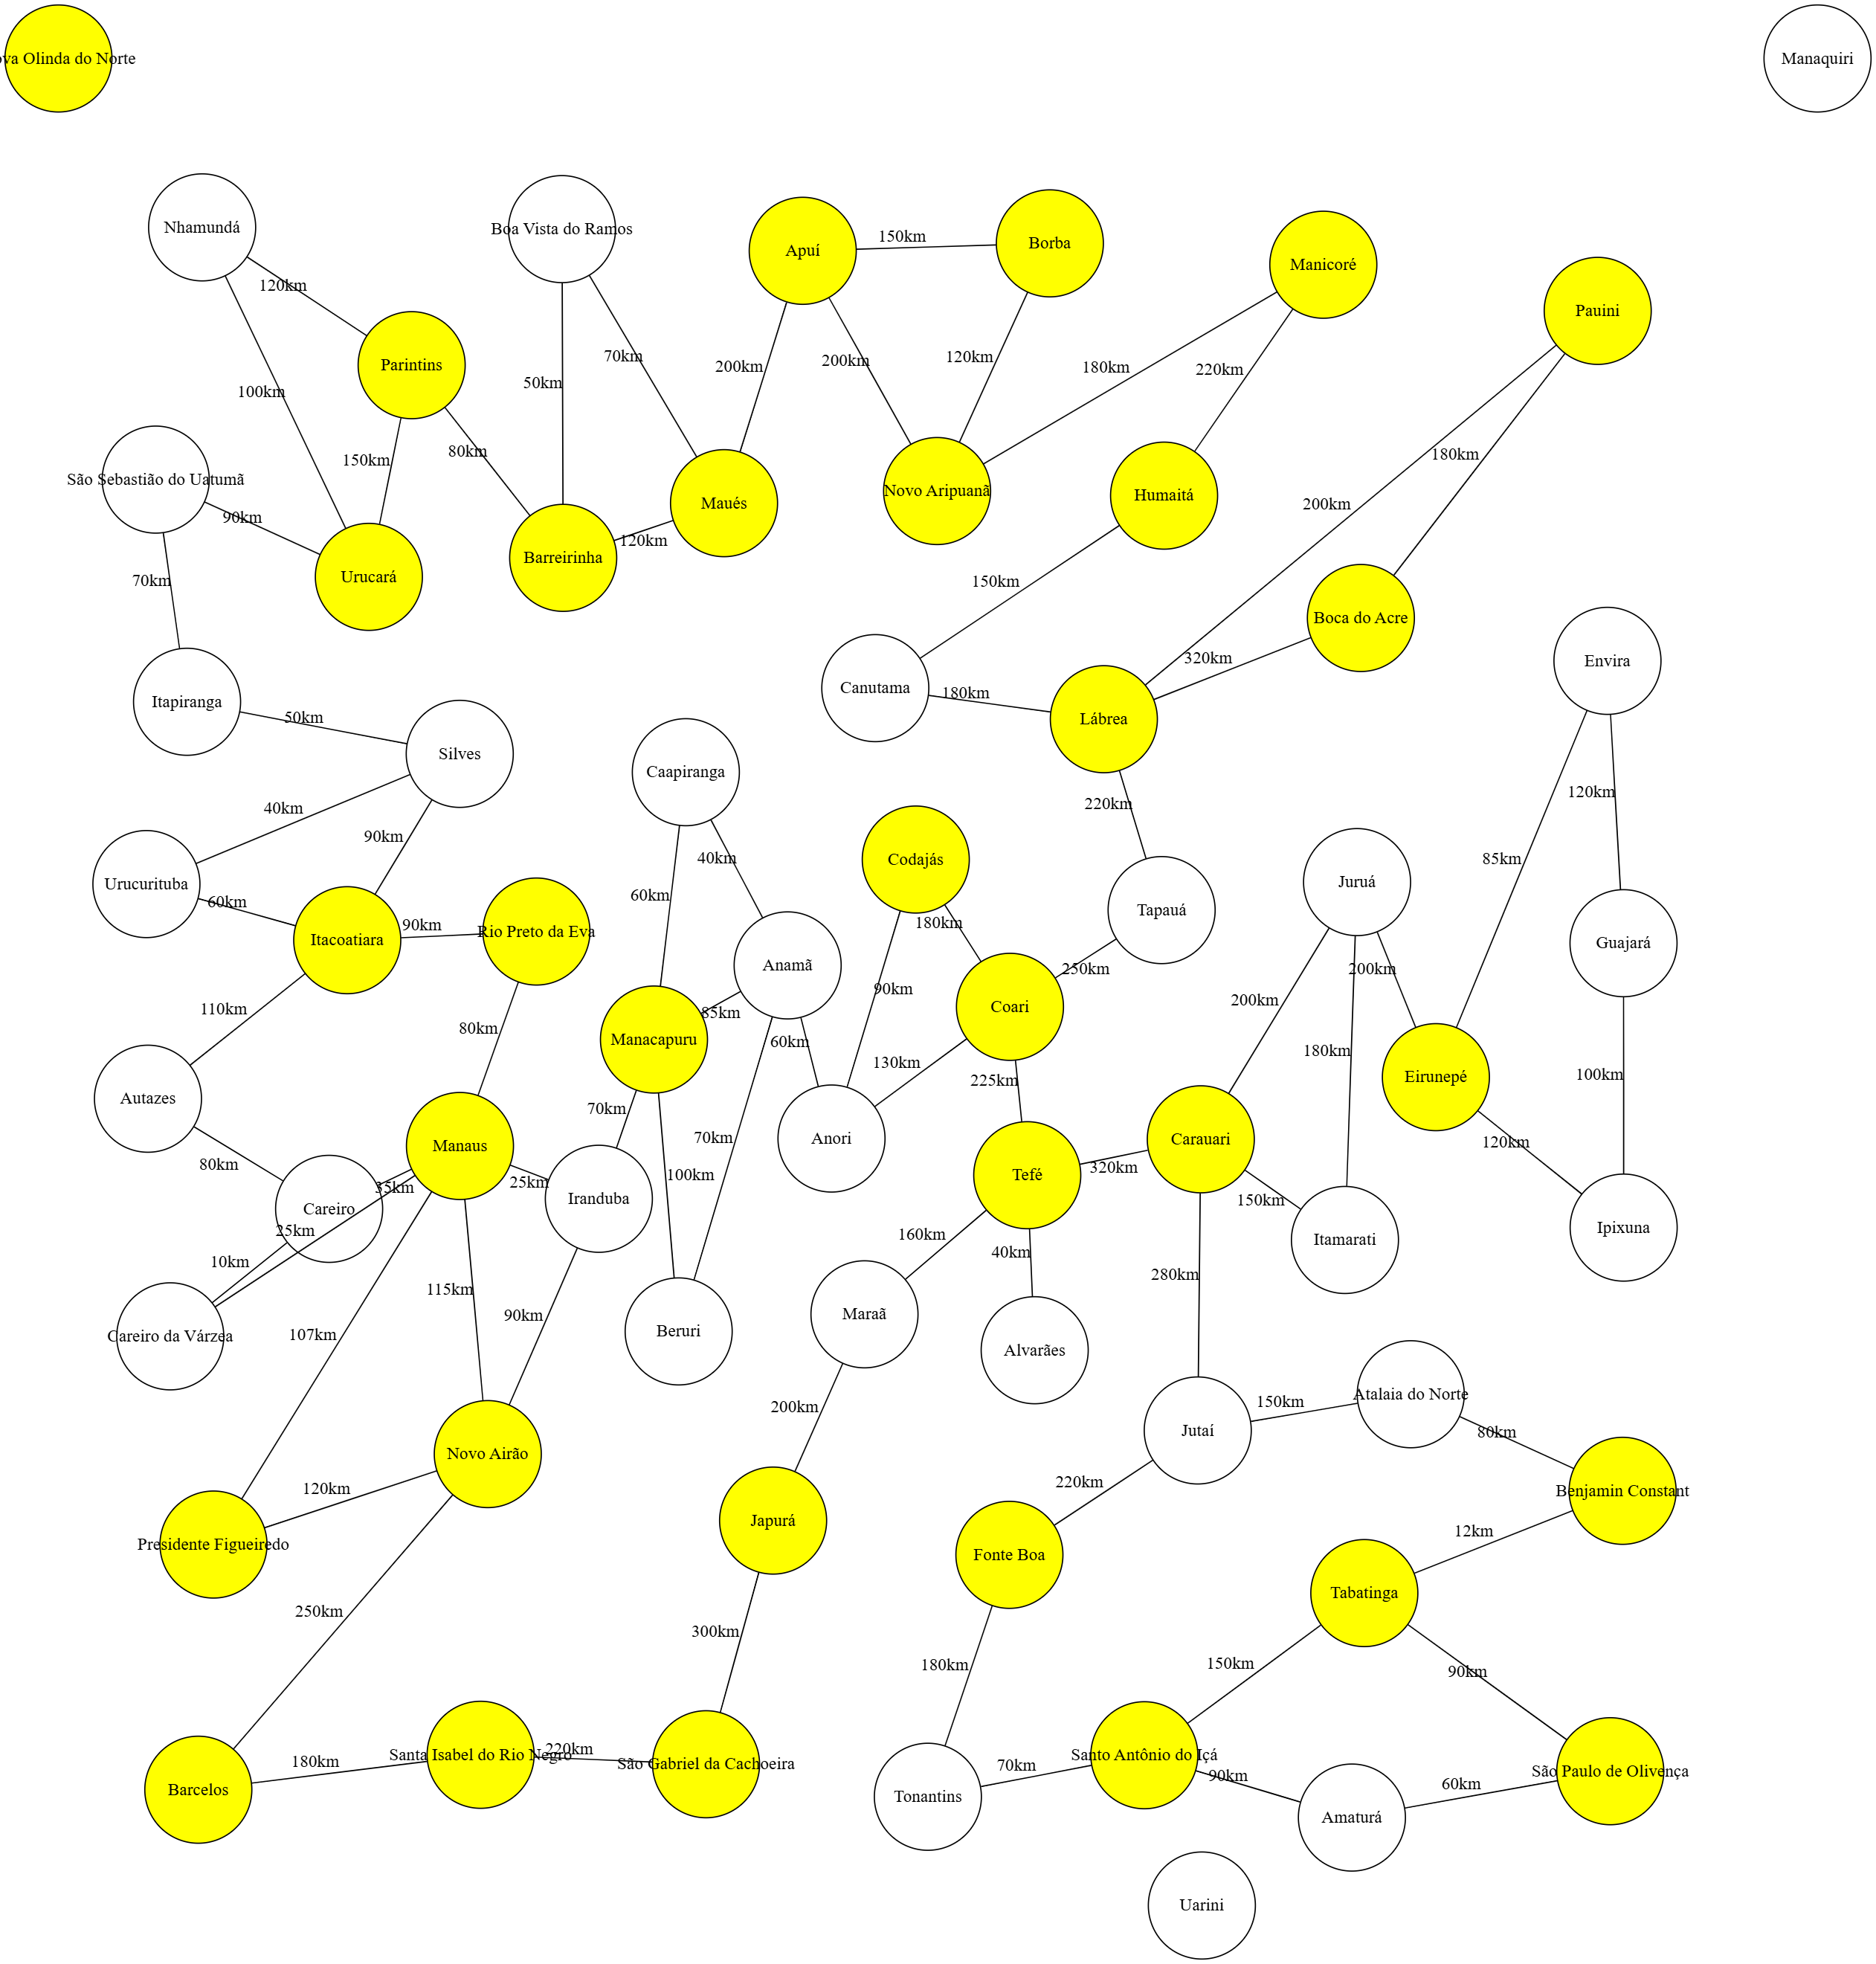 ova Olinda do Norte
Manaquiri
Nhamundá
Boa Vista do Ramos
Apuí
150km
Borba
Manicoré
120km
Pauini
Parintins
70km
200km
200km
120km
180km
220km
50km
100km
80km
150km
180km
São Sebastião do Uatumã
Maués
Novo Aripuanã
Humaitá
200km
90km
120km
Barreirinha
Urucará
70km
150km
Boca do Acre
320km
Envira
Itapiranga
50km
Silves
Canutama
180km
Lábrea
Caapiranga
120km
40km
220km
90km
40km
Codajás
85km
Urucurituba
60km
60km
Juruá
Tapauá
180km
Itacoatiara
90km
Rio Preto da Eva
Guajará
Anamã
250km
200km
90km
200km
110km
Coari
85km
80km
Manacapuru
60km
180km
130km
225km
100km
Eirunepé
Autazes
70km
Manaus
70km
Anori
Carauari
120km
80km
320km
100km
Tefé
35km
25km
Iranduba
150km
Careiro
25km
160km
Itamarati
Ipixuna
10km
40km
280km
115km
90km
Maraã
Careiro da Várzea
107km
Beruri
Alvarães
Atalaia do Norte
150km
200km
Jutaí
80km
Novo Airão
220km
120km
Benjamin Constant
Japurá
12km
Presidente Figueiredo
Fonte Boa
Tabatinga
250km
300km
180km
150km
90km
220km
Santa Isabel do Rio Negro
180km
São Gabriel da Cachoeira
Santo Antônio do Içá
70km
90km
São Paulo de Olivença
60km
Barcelos
Tonantins
Amaturá
Uarini